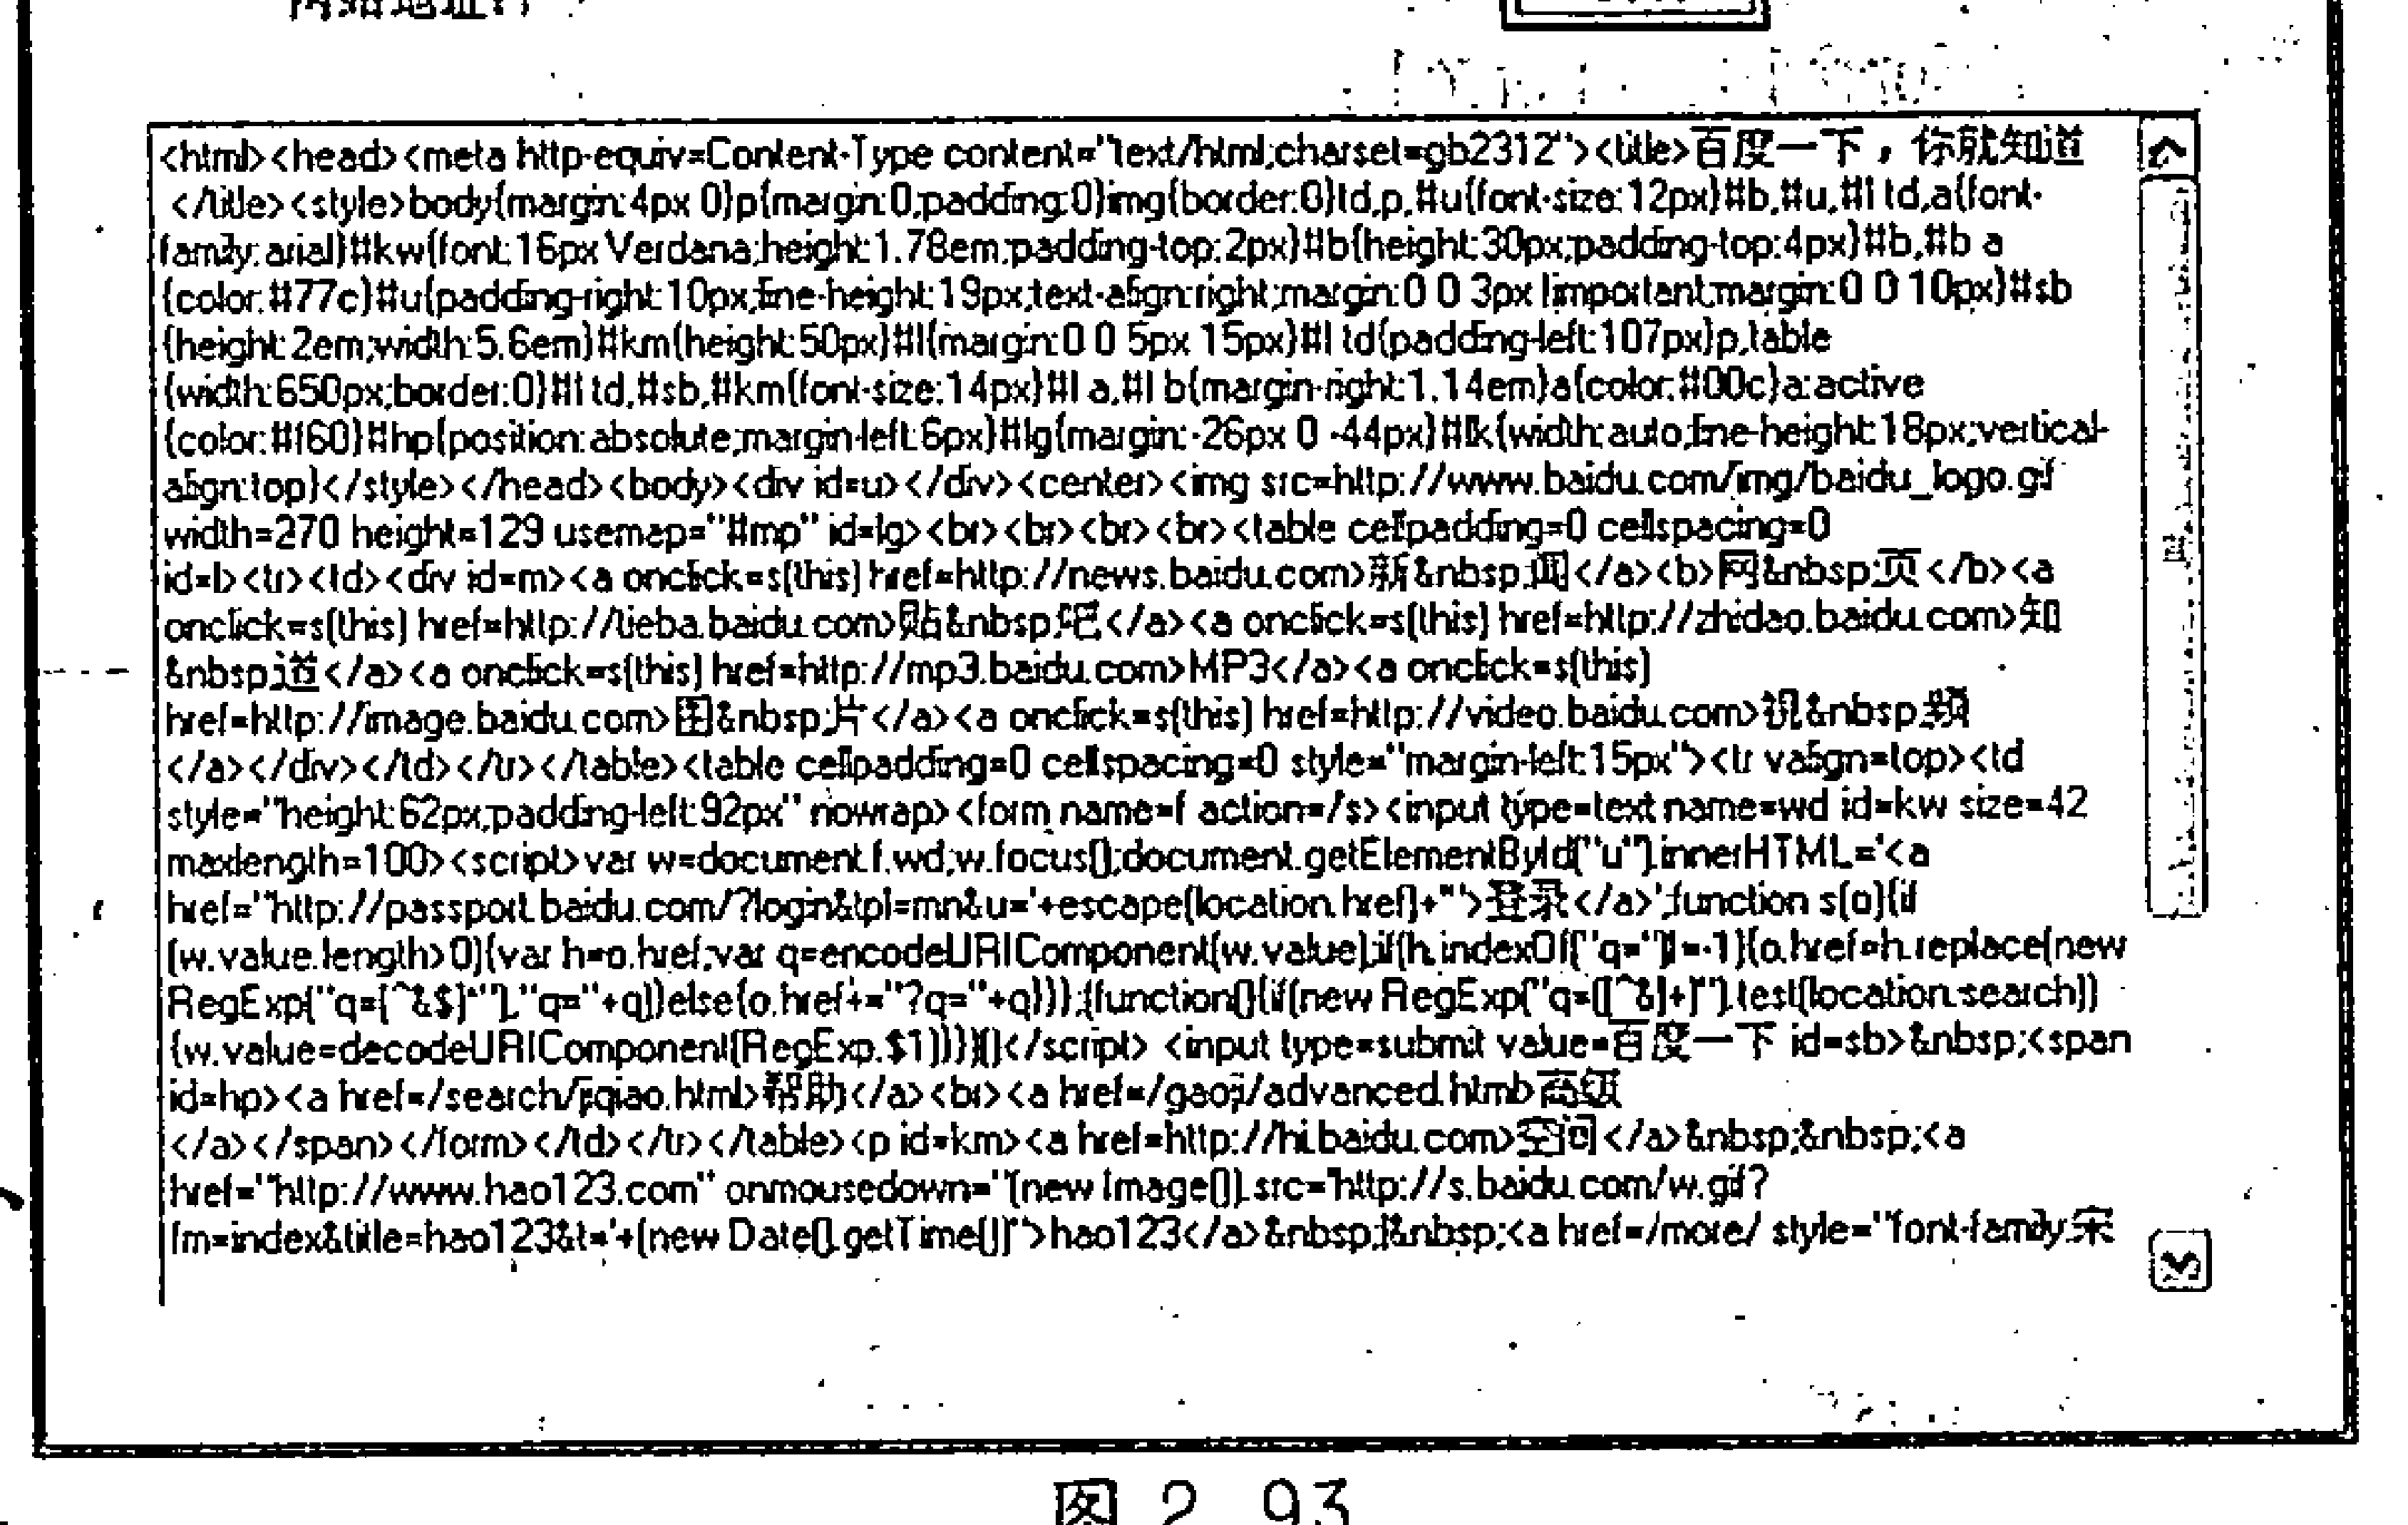 <html><head><meta http-equiv=Content-Type content="text/html;charset=gb2312"><title>百度一下，你就知道
</title><style>body{margin:4px 0}p{margin:0;padding:0}img{border:0}td,p,#u{font-size:12px}#b,#u,#l td,a{font-
family:arial}#kw{font:16px Verdana;height:1.78em;padding-top:2px}#b{height:30px;padding-top:4px}#b,#b a
{color:#77c}#u{padding-right:10px;line-height:19px;text-align:right;margin:0 0 3px !important;margin:0 0 10px}#sb
{height:2em;width:5.6em}#km{height:50px}#l{margin:0 0 5px 15px}#l td{padding-left:107px}p,table
{width:650px;border:0}#l td,#sb,#km{font-size:14px}#l a,#l b{margin-right:1.14em}a{color:#00c}a:active
{color:#f60}#hp{position:absolute;margin-left:6px}#lg{margin:-26px 0 -44px}#lk{width:auto;line-height:18px;vertical-
align:top}</style></head><body><div id=u></div><center><img src=http://www.baidu.com/img/baidu_logo.gif
width=270 height=129 usemap="#mp" id=lg><br><br><br><br><table cellpadding=0 cellspacing=0
id=l><tr><td><div id=m><a onclick=s(this) href=http://news.baidu.com>新&nbsp;闻</a><b>网&nbsp;页</b><a
onclick=s(this) href=http://tieba.baidu.com>贴&nbsp;吧</a><a onclick=s(this) href=http://zhidao.baidu.com>知
&nbsp;道</a><a onclick=s(this) href=http://mp3.baidu.com>MP3</a><a onclick=s(this)
href=http://image.baidu.com>图&nbsp;片</a><a onclick=s(this) href=http://video.baidu.com>视&nbsp;频
</a></div></td></tr></table><table cellpadding=0 cellspacing=0 style="margin-left:15px"><tr valign=top><td
style="height:62px;padding-left:92px" nowrap><form name=f action=/s><input type=text name=wd id=kw size=42
maxlength=100><script>var w=document.f.wd;w.focus();document.getElementById("u").innerHTML='<a
href="http://passport.baidu.com/?login&tpl=mn&u='+escape(location.href)+'">登录</a>';function s(o){if
(w.value.length>0){var h=o.href;var q=encodeURIComponent(w.value);if(h.indexOf("q=")!=-1){o.href=h.replace(new
RegExp("q=[^&$]*"),"q="+q)}else{o.href+="?q="+q}}};(function(){if(new RegExp("q=([^&]+)").test(location.search))
{w.value=decodeURIComponent(RegExp.$1)}})()</script> <input type=submit value=百度一下 id=sb>&nbsp;<span
id=hp><a href=/search/jiqiao.html>帮助</a><br><a href=/gaoji/advanced.html>高级
</a></span></form></td></tr></table><p id=km><a href=http://hi.baidu.com>空间</a>&nbsp;&nbsp;<a
href="http://www.hao123.com" onmousedown="(new Image()).src='http://s.baidu.com/w.gif?
fm=index&title=hao123&t='+(new Date()).getTime()">hao123</a>&nbsp;|&nbsp;<a href=/more/ style="font-family:宋
图 2 93